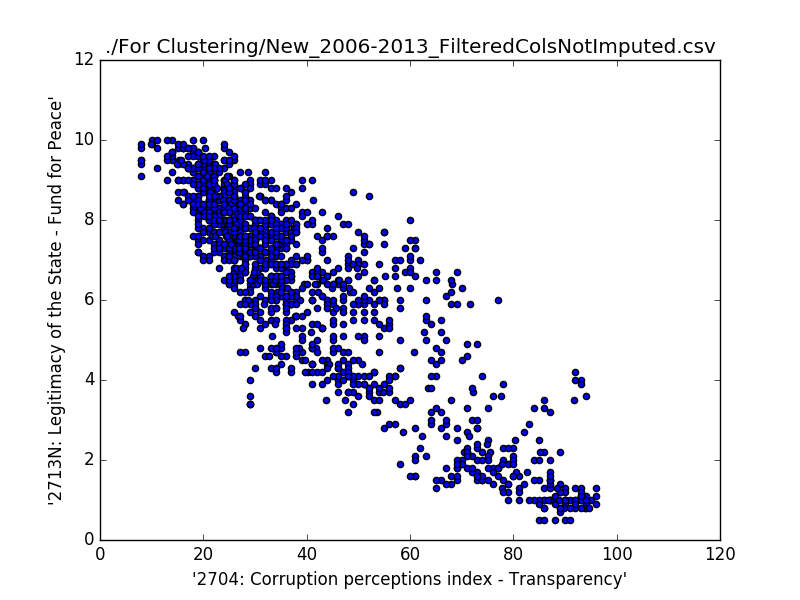 ./For Clustering/New_2006-2013_FilteredColsNotImputed.csv
12
10
8
6
4
2
0
'2713N: Legitimacy of the State - Fund for Peace'
0 20 40 60 80 100 120
'2704: Corruption perceptions index - Transparency'